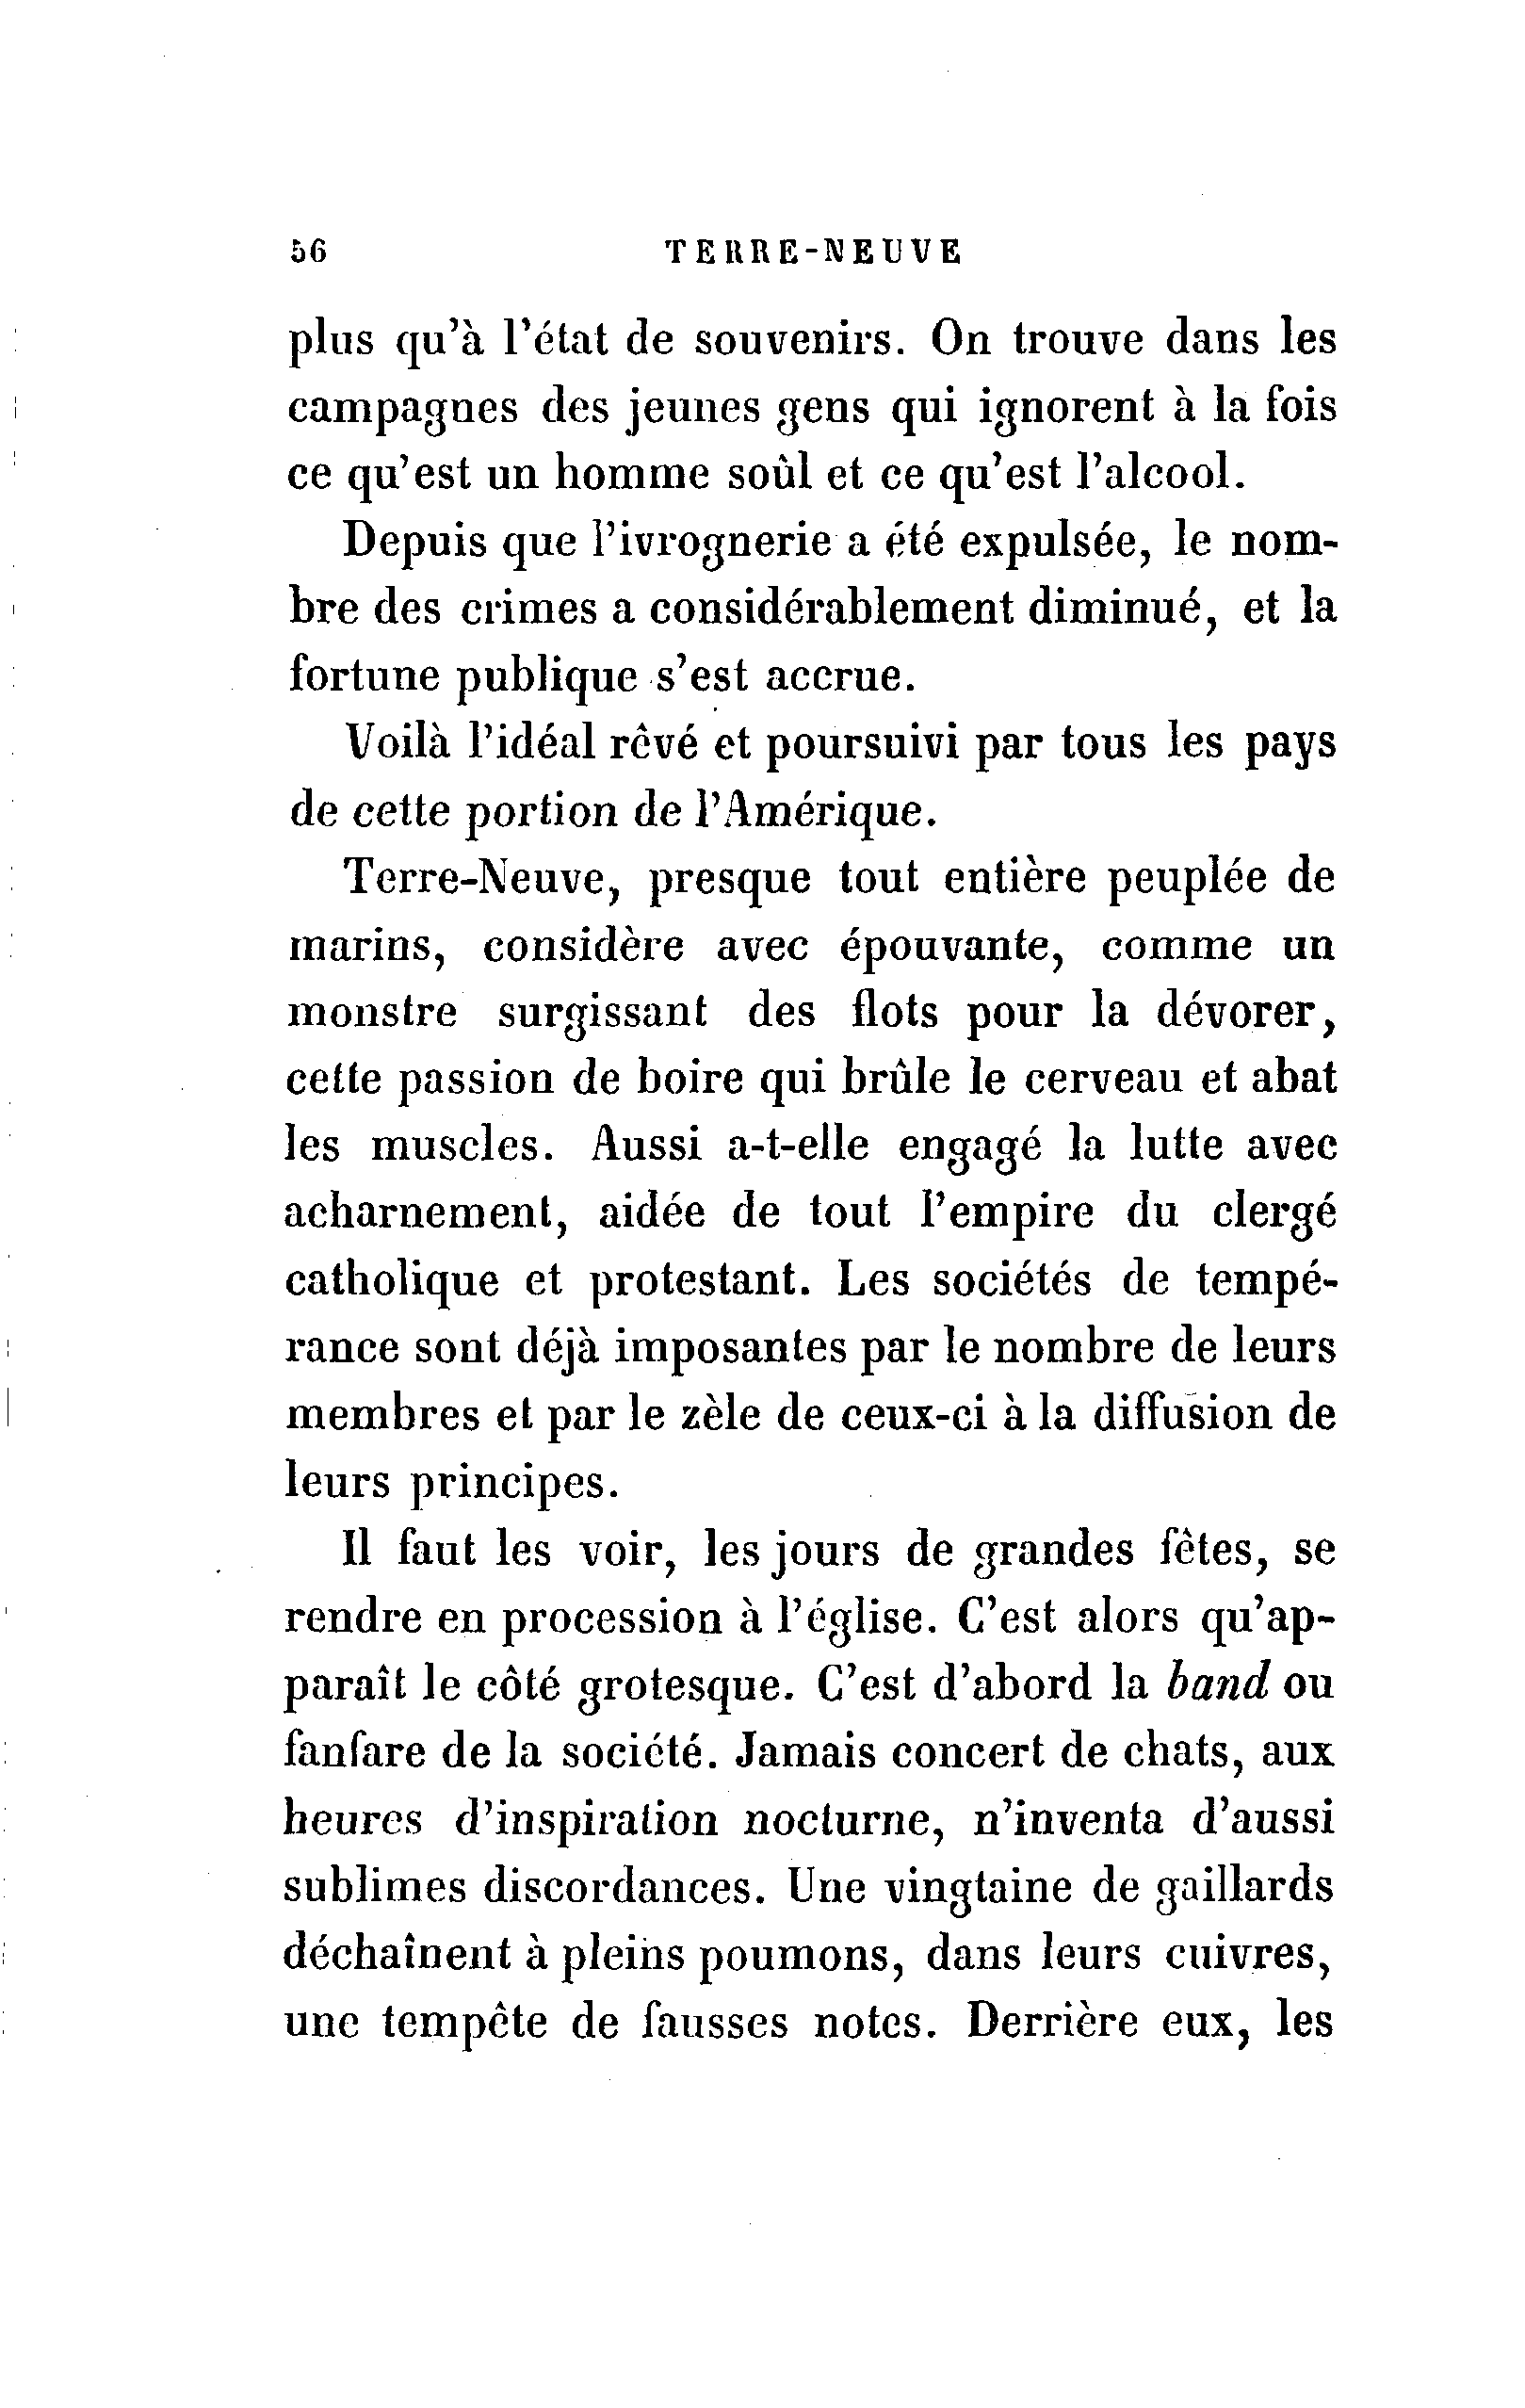 56 TERRE-NEUVE
plus qu'à l'état de souvenirs. On trouve dans les
campagnes des jeunes gens qui ignorent à la fois
ce qu'est un homme soûl et ce qu'est l'alcool.
Depuis que l'ivrognerie a été expulsée, le nom-
bre des crimes a considérablement diminué, et la
fortune publique s'est accrue.
Voilà l'idéal rêvé et poursuivi par tous les pays
de cette portion de l'Amérique.
Terre-Neuve, presque tout entière peuplée de
marins, considère avec épouvante, comme un
monstre surgissant des flots pour la dévorer,
cette passion de boire qui brûle le cerveau et abat
les muscles. Aussi a-t-elle engagé la lutte avec
acharnement, aidée de tout l'empire du clergé
catholique et protestant. Les sociétés de tempé-
rance sont déjà imposantes par le nombre de leurs
membres et par le zèle de ceux-ci à la diffusion de
leurs principes.
Il faut les voir, les jours de grandes fêtes, se
rendre en procession à l'église. C'est alors qu'ap-
paraît le côté grotesque. C'est d'abord la band ou
fanfare de la société. Jamais concert de chats, aux
heures d'inspiration nocturne, n'inventa d'aussi
sublimes discordances. Une vingtaine de gaillards
déchaînent à pleins poumons, dans leurs cuivres,
une tempête de fausses notes. Derrière eux, les